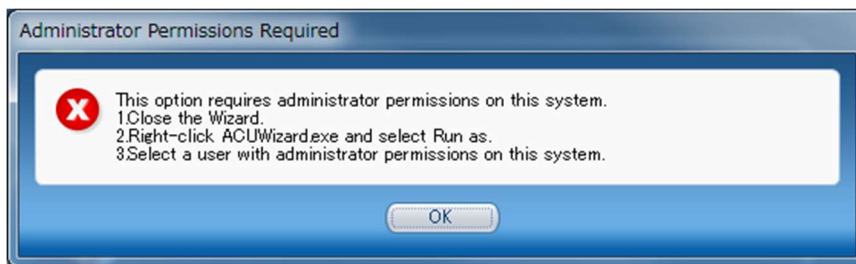 Administrator Permissions Required
This option requires administrator permissions on this system.
1.Close the Wizard.
2.Right-click ACUWizard.exe and select Run as.
3.Select a user with administrator permissions on this system.
OK